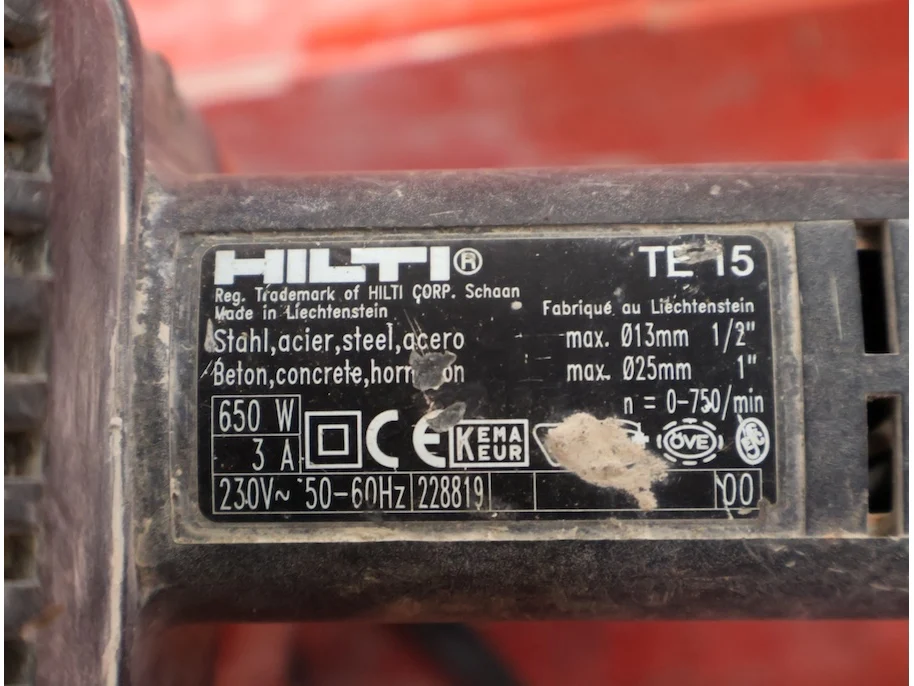 HILTI® TE 15
Reg. Trademark of HILTI CORP. Schaan
Made in Liechtenstein Fabriqué au Liechtenstein
Stahl,acier,steel,acero max. Ø13mm 1/2"
Beton,concrete, max. Ø25mm 1"
n = 0-750/min
650 W
3 A CE KEMA KEUR ÖVE
230V~ 50-60Hz 228819 00